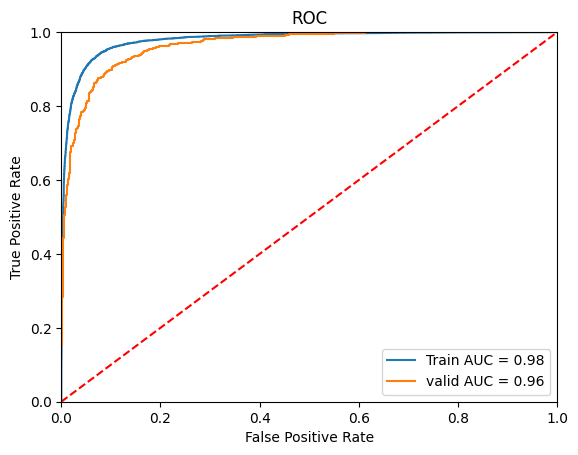 ROC
1.0
0.8
0.6
0.4
0.2
0.0
True Positive Rate
Train AUC = 0.98
valid AUC = 0.96
0.0 0.2 0.4 0.6 0.8 1.0
False Positive Rate